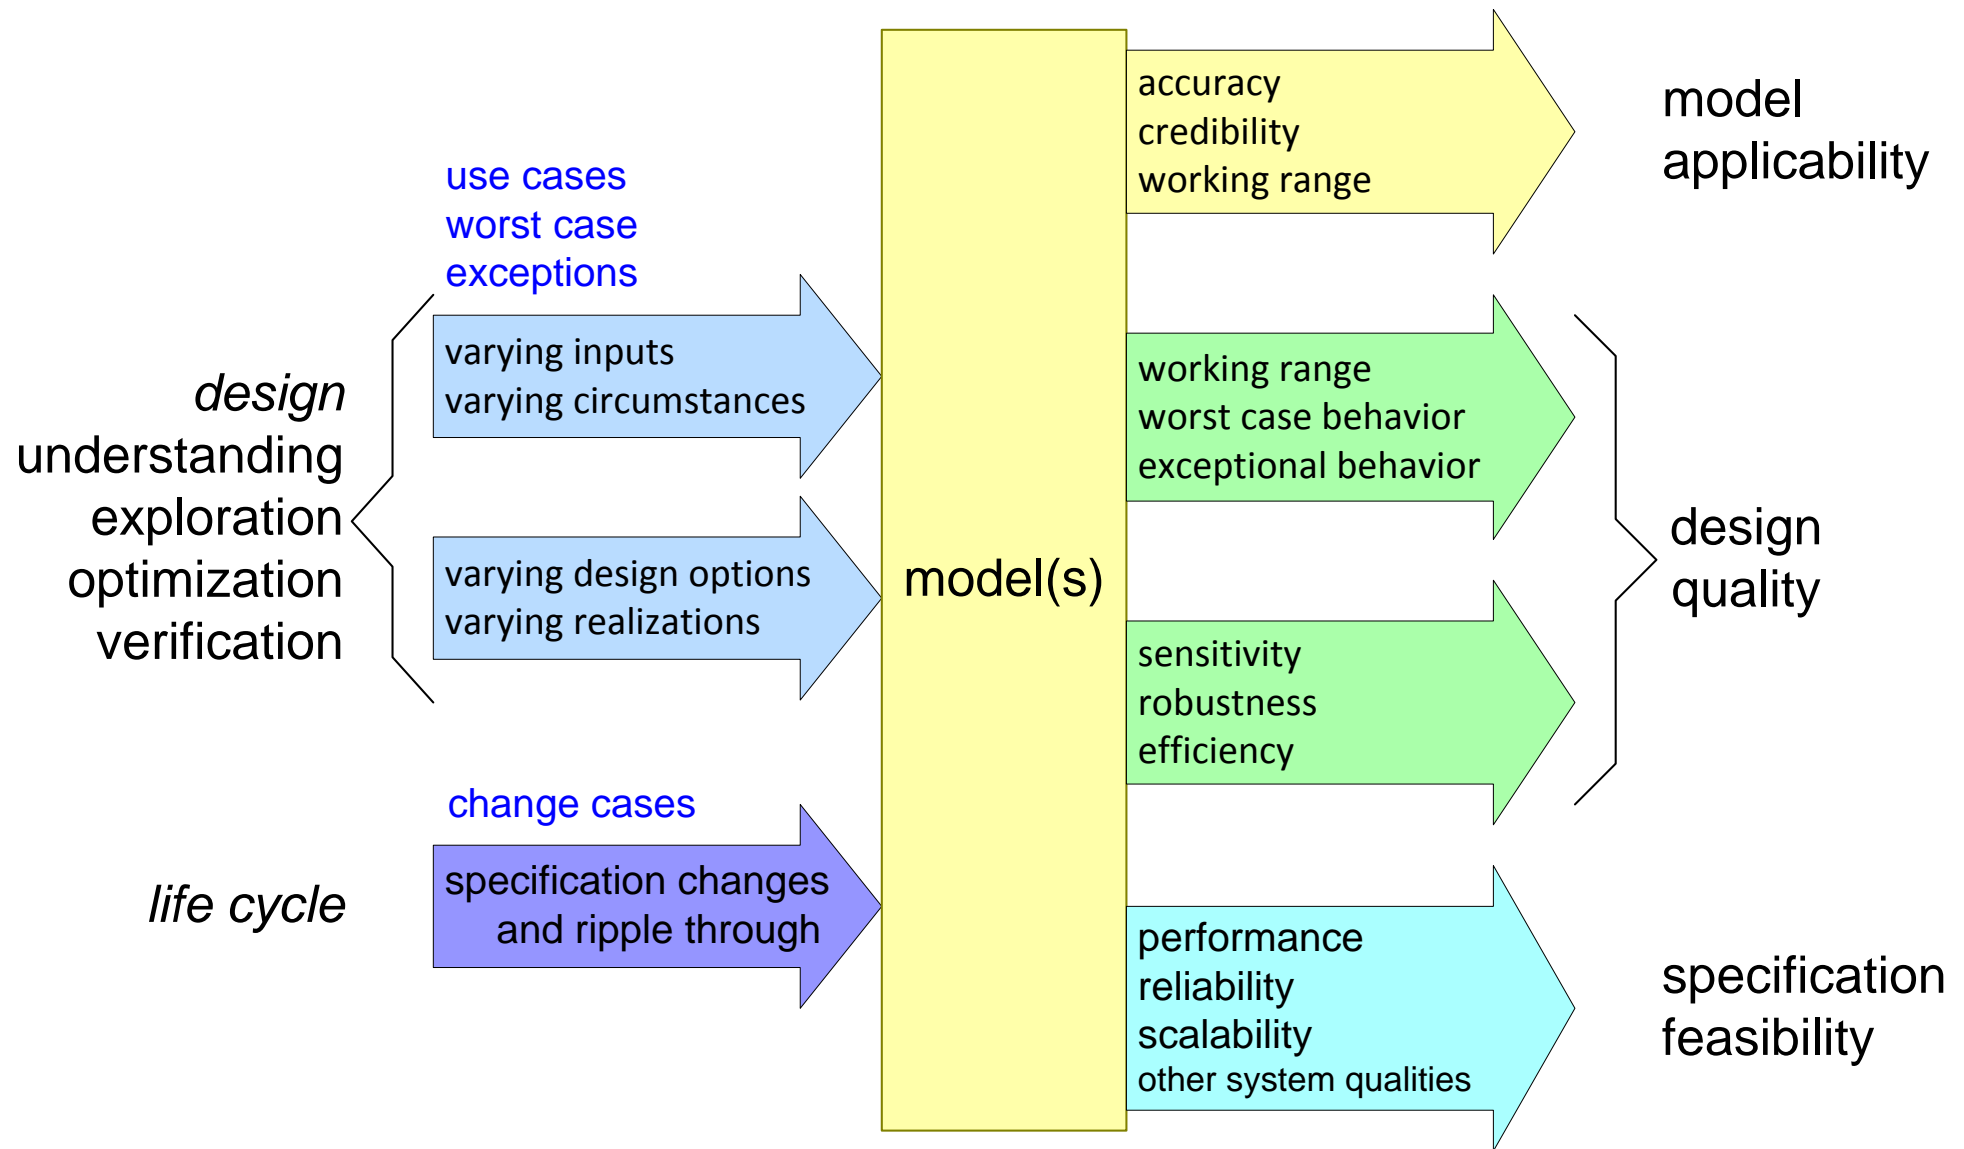 design
understanding
exploration
optimization
verification
use cases
worst case
exceptions
varying inputs
varying circumstances
varying design options
varying realizations
life cycle
change cases
specification changes
and ripple through
model(s)
accuracy
credibility
working range
model
applicability
working range
worst case behavior
exceptional behavior
sensitivity
robustness
efficiency
design
quality
performance
reliability
scalability
other system qualities
specification
feasibility